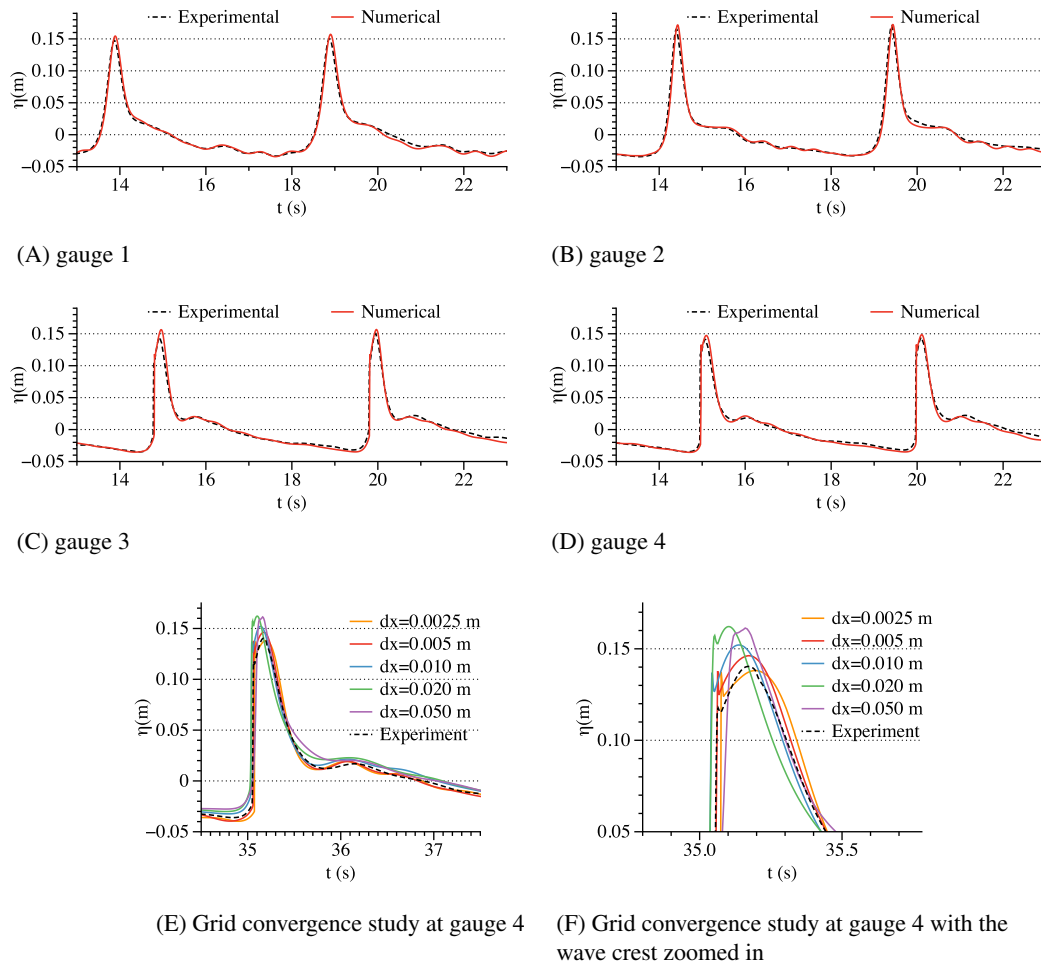 Experimental Numerical
0.15
0.10
0.05
0
−0.05
η(m)
14 16 18 20 22
t (s)
(A) gauge 1
Experimental Numerical
0.15
0.10
0.05
0
−0.05
η(m)
14 16 18 20 22
t (s)
(B) gauge 2
Experimental Numerical
0.15
0.10
0.05
0
−0.05
η(m)
14 16 18 20 22
t (s)
(C) gauge 3
Experimental Numerical
0.15
0.10
0.05
0
−0.05
η(m)
14 16 18 20 22
t (s)
(D) gauge 4
dx=0.0025 m
dx=0.005 m
dx=0.010 m
dx=0.020 m
dx=0.050 m
Experiment
0.15
0.10
0.05
0
−0.05
η(m)
35 36 37
t (s)
(E) Grid convergence study at gauge 4
dx=0.0025 m
dx=0.005 m
dx=0.010 m
dx=0.020 m
dx=0.050 m
Experiment
0.15
0.10
0.05
η(m)
35.0 35.5
t (s)
(F) Grid convergence study at gauge 4 with the
wave crest zoomed in